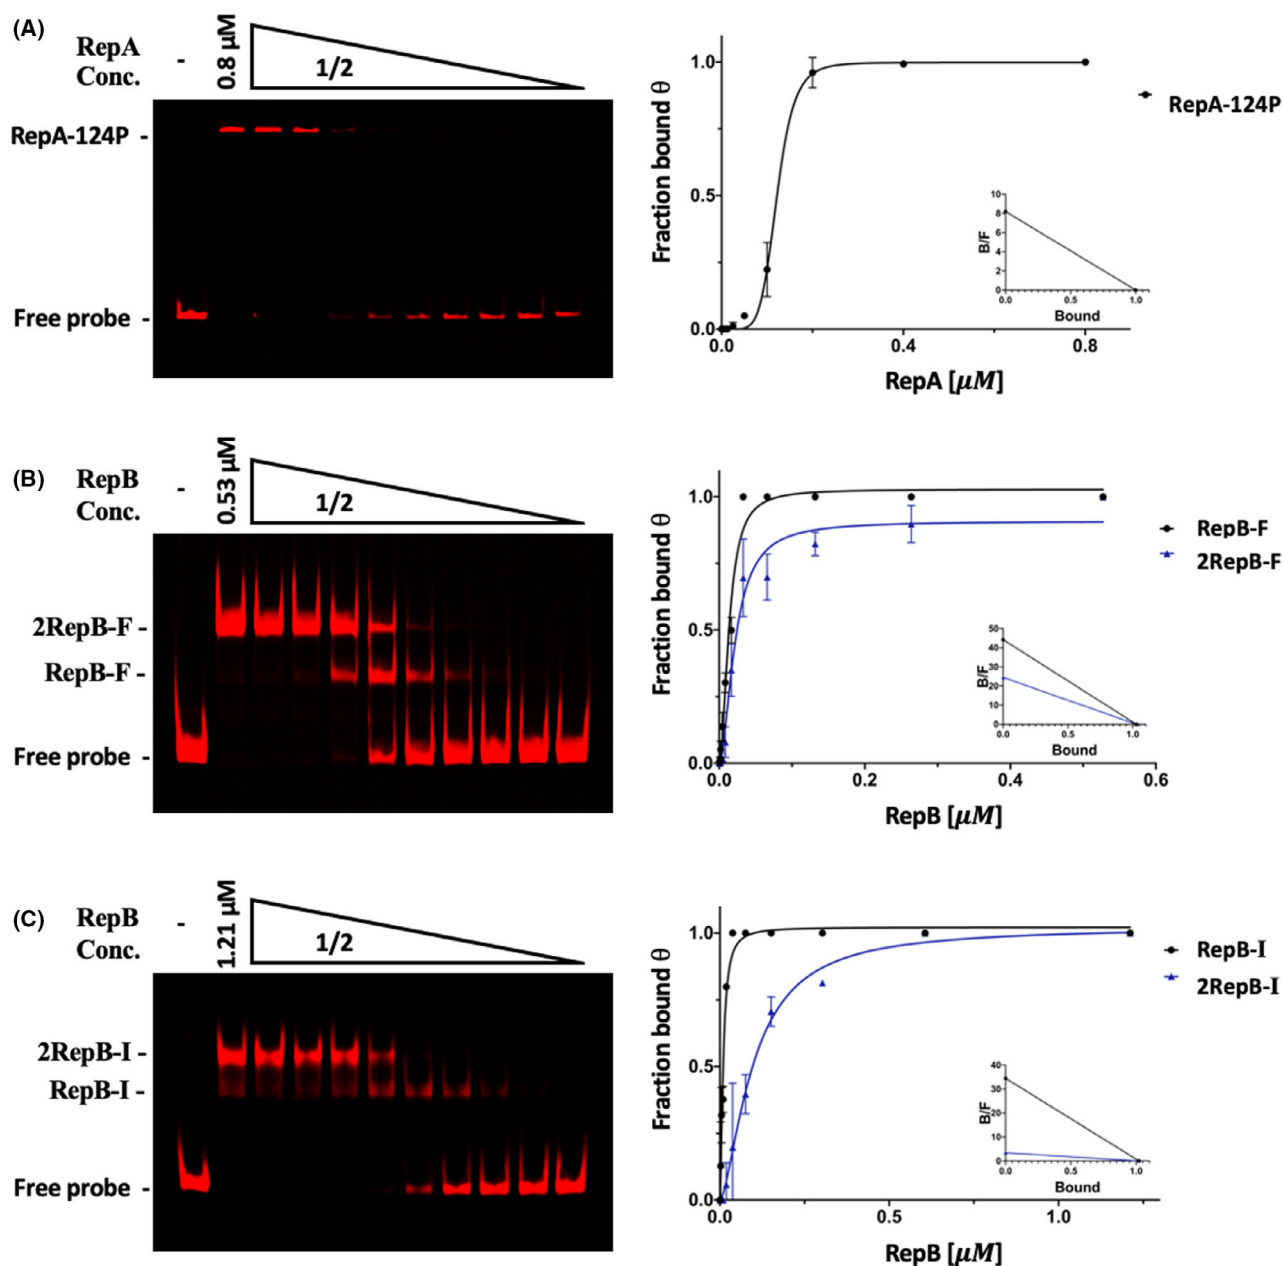 (A)
RepA
Conc.
-
0.8 μM
1/2
RepA-124P -
Free probe -
Fraction bound θ
1.0
0.5
0.0
0.0 0.4 0.8
RepA [μM]
RepA-124P
B/F
10
8
6
4
2
0
0.0 0.5 1.0
Bound
(B)
RepB
Conc.
-
0.53 μM
1/2
2RepB-F -
RepB-F -
Free probe -
Fraction bound θ
1.0
0.5
0.0
0.0 0.2 0.4 0.6
RepB [μM]
RepB-F
2RepB-F
B/F
50
40
30
20
10
0
0.0 0.5 1.0
Bound
(C)
RepB
Conc.
-
1.21 μM
1/2
2RepB-I -
RepB-I -
Free probe -
Fraction bound θ
1.0
0.5
0.0
0.0 0.5 1.0
RepB [μM]
RepB-I
2RepB-I
B/F
40
30
20
10
0
0.0 0.5 1.0
Bound